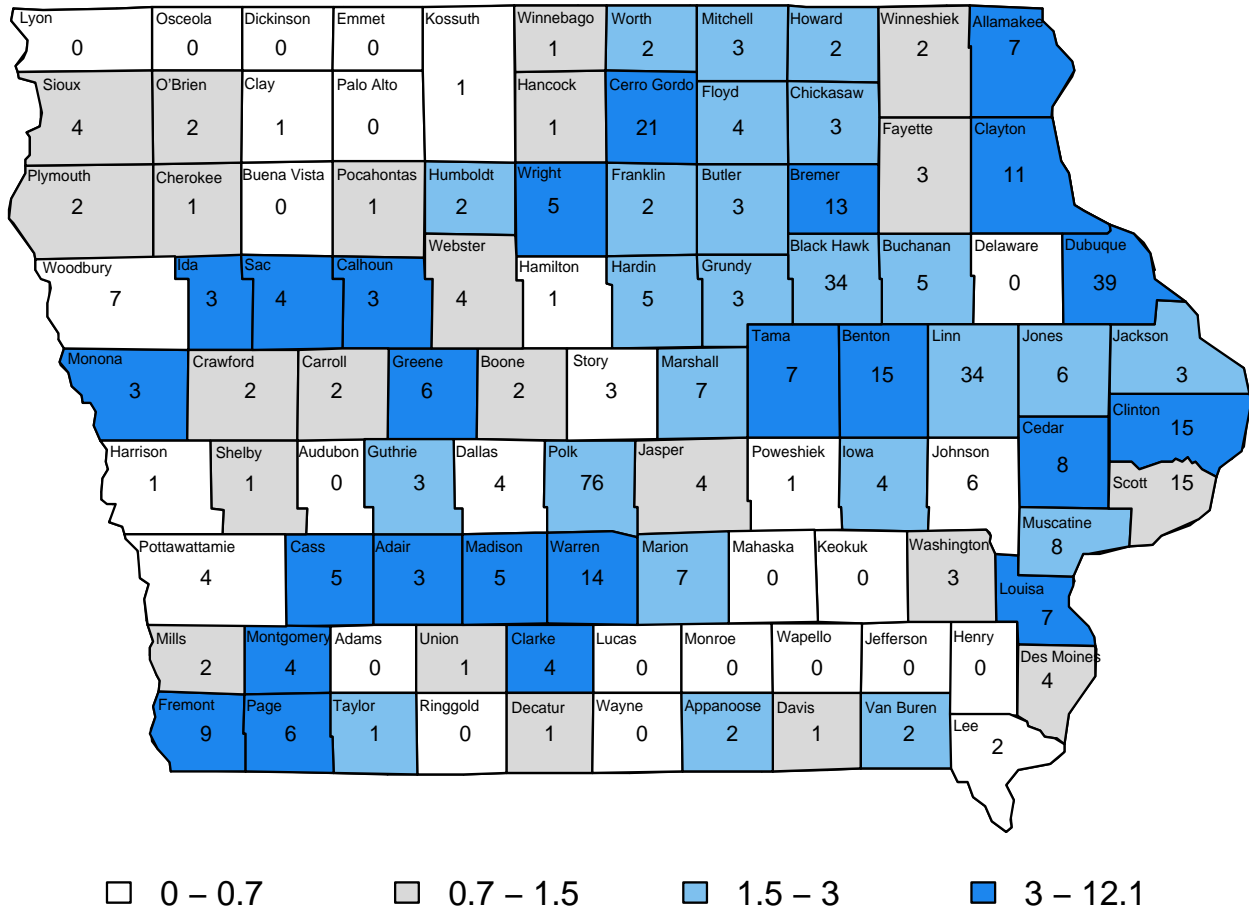 Lyon Osceola Dickinson Emmet Kossuth Winnebago Worth Mitchell Howard Winneshiek Allamakee
0 0 0 0 1 1 2 3 2 2 7
Sioux O'Brien Clay Palo Alto Hancock Cerro Gordo Floyd Chickasaw
4 2 1 0 1 21 4 3
Fayette Clayton
3 11
Plymouth Cherokee Buena Vista Pocahontas Humboldt Wright Franklin Butler Bremer
2 1 0 1 2 5 2 3 13
Woodbury Ida Sac Calhoun Webster Hamilton Hardin Grundy Black Hawk Buchanan Delaware Dubuque
7 3 4 3 4 1 5 3 34 5 0 39
Monona Crawford Carroll Greene Boone Story Marshall Tama Benton Linn Jones Jackson
3 2 2 6 2 3 7 7 15 34 6 3
Clinton
15
Harrison Shelby Audubon Guthrie Dallas Polk Jasper Poweshiek Iowa Johnson Cedar Scott
1 1 0 3 4 76 4 1 4 6 8 15
Pottawattamie Cass Adair Madison Warren Marion Mahaska Keokuk Washington Muscatine
4 5 3 5 14 7 0 0 3 8
Louisa
7
Mills Montgomery Adams Union Clarke Lucas Monroe Wapello Jefferson Henry Des Moines
2 4 0 1 4 0 0 0 0 0 4
Fremont Page Taylor Ringgold Decatur Wayne Appanoose Davis Van Buren Lee
9 6 1 0 1 0 2 1 2 2
0 – 0.7 0.7 – 1.5 1.5 – 3 3 – 12.1